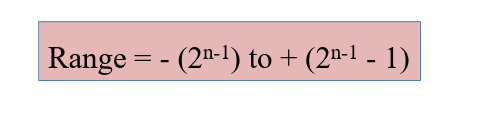 Range = - (2ⁿ⁻¹) to + (2ⁿ⁻¹ - 1)